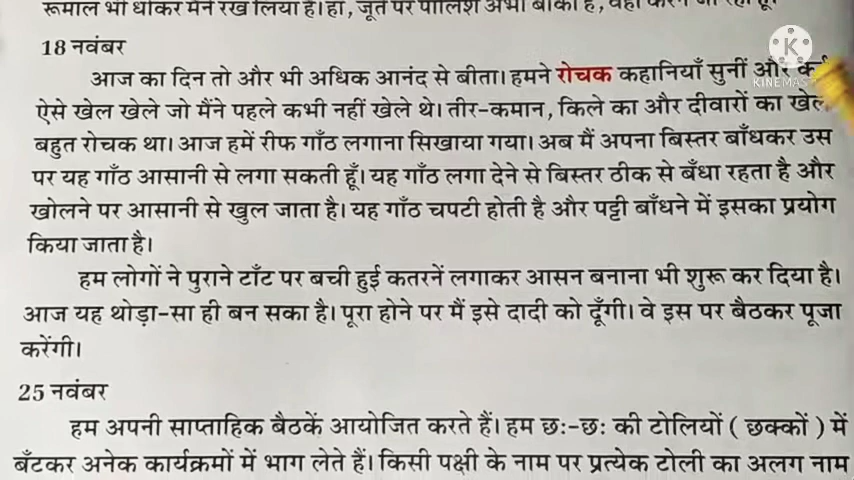 रूमाल भी धोकर मैंने रख लिया है। हाँ, जूते पर पॉलिश अभी बाकी है, वही करने जा रही हूँ।
18 नवंबर
आज का दिन तो और भी अधिक आनंद से बीता। हमने रोचक कहानियाँ सुनीं और
K
KINEMASTER
ऐसे खेल खेले जो मैंने पहले कभी नहीं खेले थे। तीर-कमान, किले का और दीवारों का खेल
बहुत रोचक था। आज हमें रीफ गाँठ लगाना सिखाया गया। अब मैं अपना बिस्तर बाँधकर उस
पर यह गाँठ आसानी से लगा सकती हूँ। यह गाँठ लगा देने से बिस्तर ठीक से बँधा रहता है और
खोलने पर आसानी से खुल जाता है। यह गाँठ चपटी होती है और पट्टी बाँधने में इसका प्रयोग
किया जाता है।
हम लोगों ने पुराने टाँट पर बची हुई कतरनें लगाकर आसन बनाना भी शुरू कर दिया है।
आज यह थोड़ा-सा ही बन सका है। पूरा होने पर मैं इसे दादी को दूँगी। वे इस पर बैठकर पूजा
करेंगी।
25 नवंबर
हम अपनी साप्ताहिक बैठकें आयोजित करते हैं। हम छः-छः की टोलियों ( छक्कों ) में
बँटकर अनेक कार्यक्रमों में भाग लेते हैं। किसी पक्षी के नाम पर प्रत्येक टोली का अलग नाम